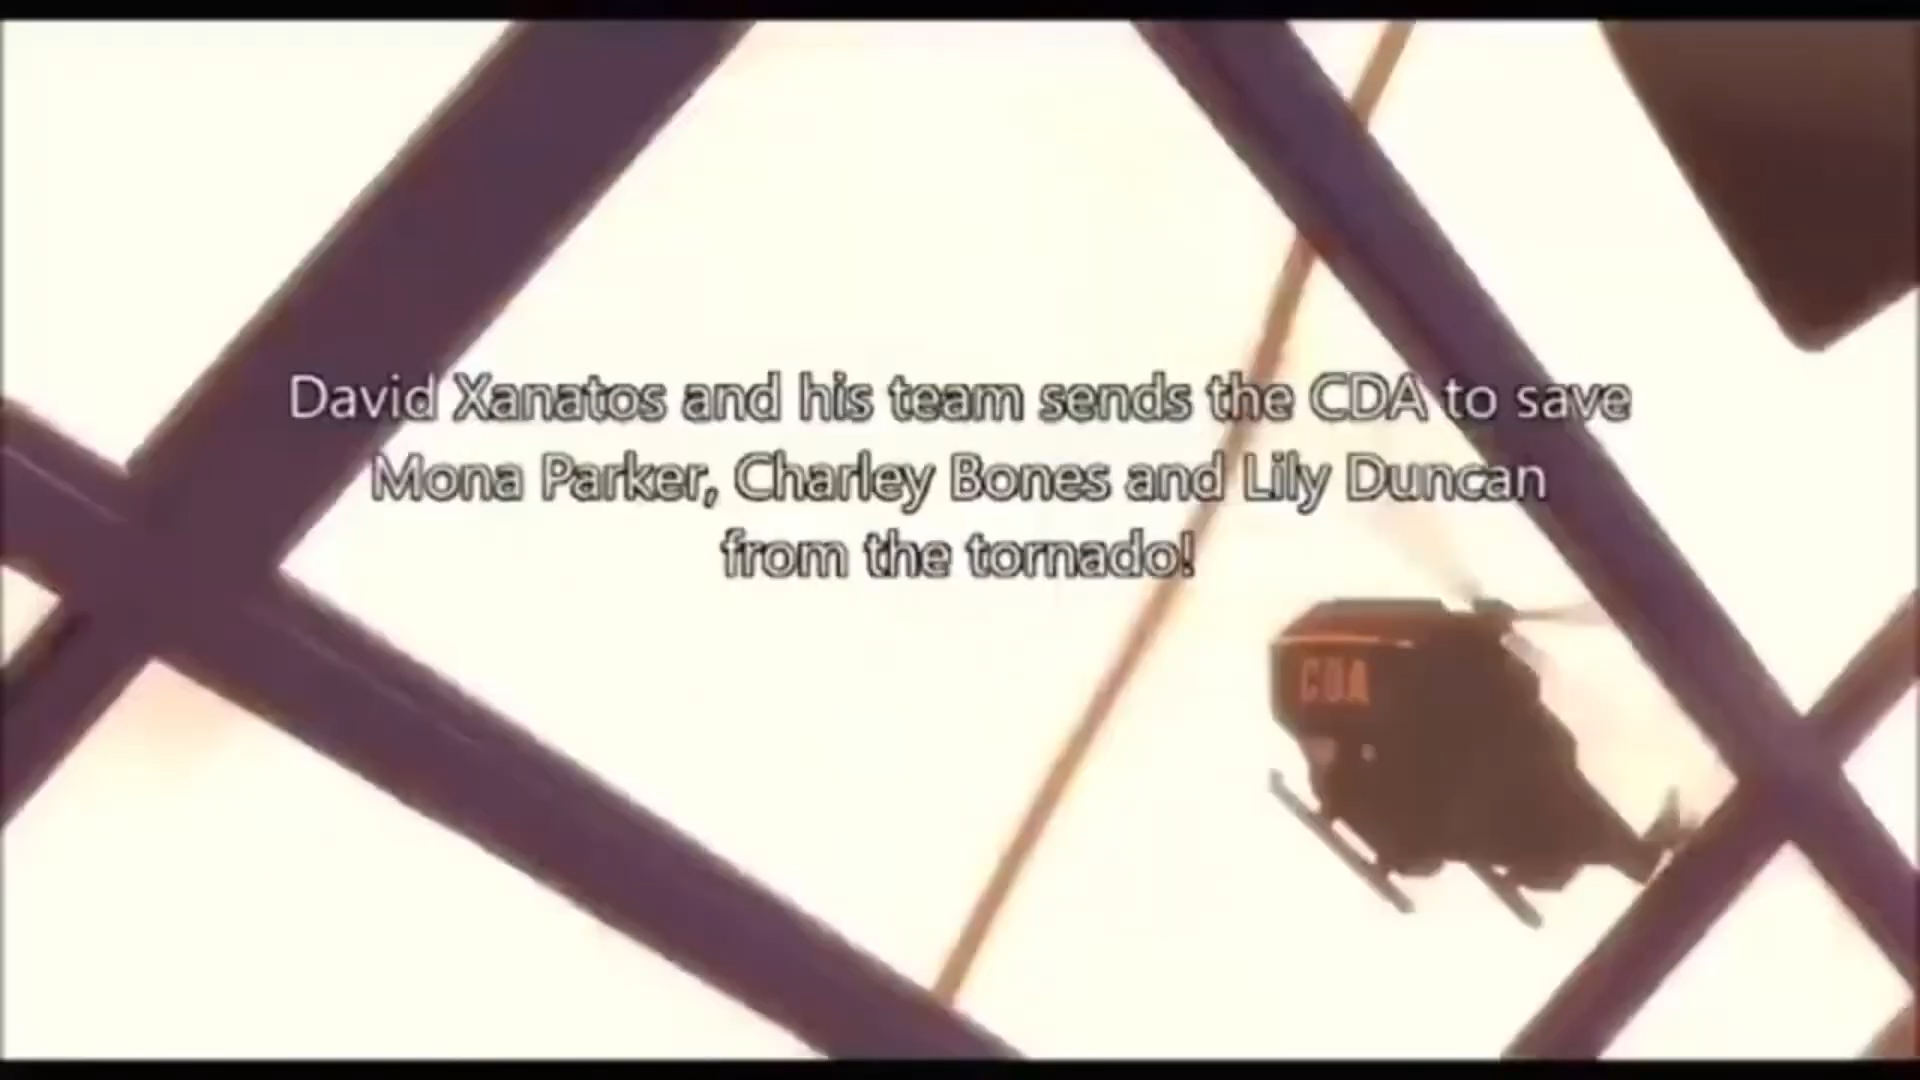 David Xanatos and his team sends the CDA to save
Mona Parker, Charley Bones and Lily Duncan
from the tornado!
CDA